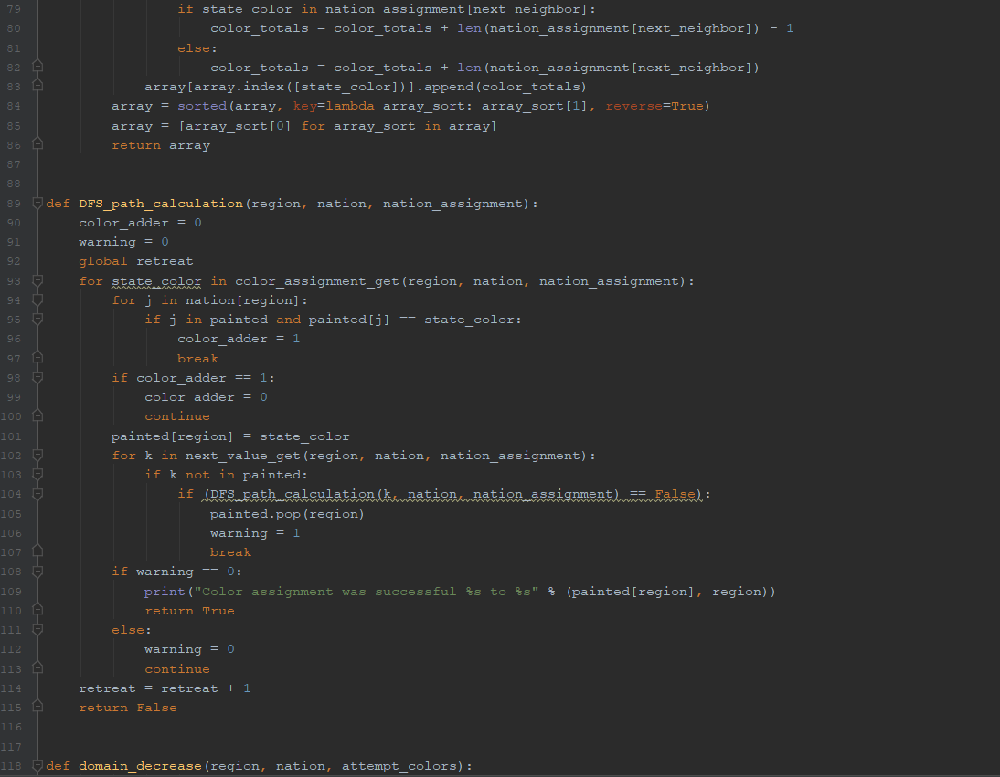 79 if state_color in nation_assignment[next_neighbor]:
80 color_totals = color_totals + len(nation_assignment[next_neighbor]) - 1
81 else:
82 color_totals = color_totals + len(nation_assignment[next_neighbor])
83 array[array.index([state_color])].append(color_totals)
84 array = sorted(array, key=lambda array_sort: array_sort[1], reverse=True)
85 array = [array_sort[0] for array_sort in array]
86 return array
87
88
89 def DFS_path_calculation(region, nation, nation_assignment):
90 color_adder = 0
91 warning = 0
92 global retreat
93 for state_color in color_assignment_get(region, nation, nation_assignment):
94 for j in nation[region]:
95 if j in painted and painted[j] == state_color:
96 color_adder = 1
97 break
98 if color_adder == 1:
99 color_adder = 0
100 continue
101 painted[region] = state_color
102 for k in next_value_get(region, nation, nation_assignment):
103 if k not in painted:
104 if (DFS_path_calculation(k, nation, nation_assignment) == False):
105 painted.pop(region)
106 warning = 1
107 break
108 if warning == 0:
109 print("Color assignment was successful %s to %s" % (painted[region], region))
110 return True
111 else:
112 warning = 0
113 continue
114 retreat = retreat + 1
115 return False
116
117
118 def domain_decrease(region, nation, attempt_colors):